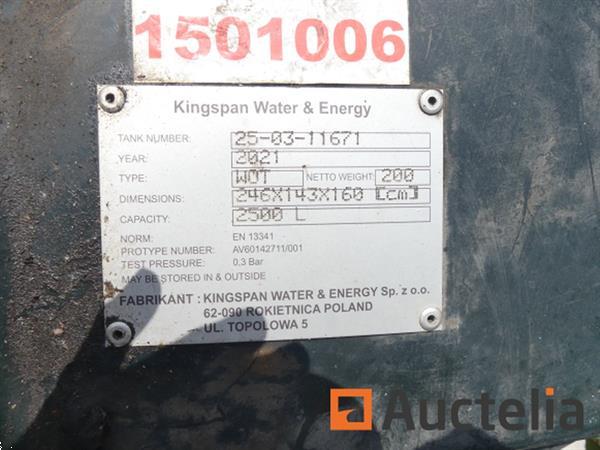 1501006
Kingspan Water & Energy
TANK NUMBER: 25-03-11671
YEAR: 2021
TYPE: WOT NETTO WEIGHT: 200
DIMENSIONS: 246X143X160 [cm]
CAPACITY: 2500 L
NORM: EN 13341
PROTYPE NUMBER: AV60142711/001
TEST PRESSURE: 0,3 Bar
MAY BE STORED IN & OUTSIDE
FABRIKANT : KINGSPAN WATER & ENERGY Sp. z o.o.
62-090 ROKIETNICA POLAND
UL. TOPOLOWA 5
Auctelia